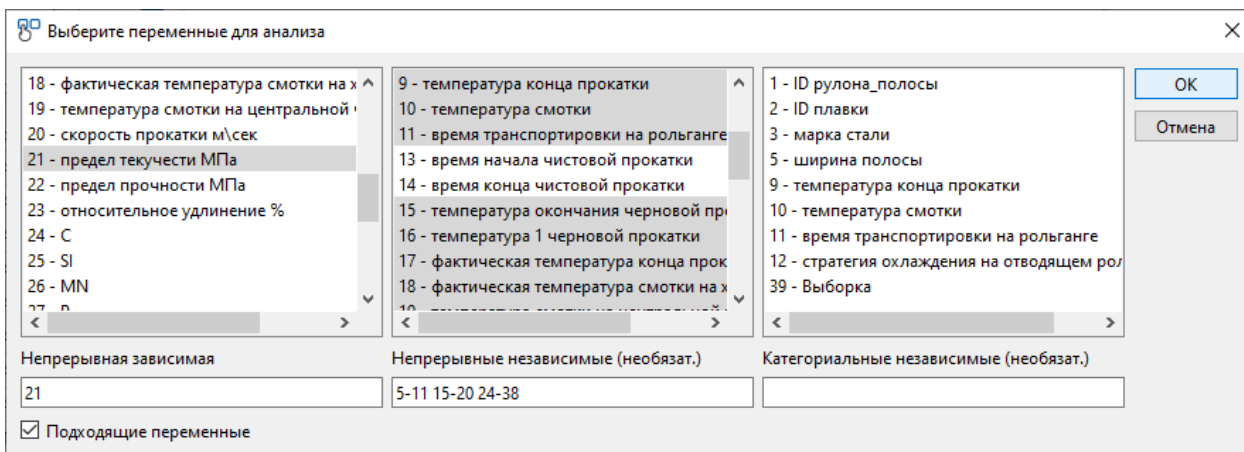 Выберите переменные для анализа
18 - фактическая температура смотки на х
19 - температура смотки на центральной
20 - скорость прокатки м\сек
21 - предел текучести МПа
22 - предел прочности МПа
23 - относительное удлинение %
24 - C
25 - SI
26 - MN
9 - температура конца прокатки
10 - температура смотки
11 - время транспортировки на рольганге
13 - время начала чистовой прокатки
14 - время конца чистовой прокатки
15 - температура окончания черновой пр
16 - температура 1 черновой прокатки
17 - фактическая температура конца прок
18 - фактическая температура смотки на х
1 - ID рулона_полосы
2 - ID плавки
3 - марка стали
5 - ширина полосы
9 - температура конца прокатки
10 - температура смотки
11 - время транспортировки на рольганге
12 - стратегия охлаждения на отводящем рол
39 - Выборка
OK
Отмена
Непрерывная зависимая
Непрерывные независимые (необязат.)
Категориальные независимые (необязат.)
21
5-11 15-20 24-38
Подходящие переменные